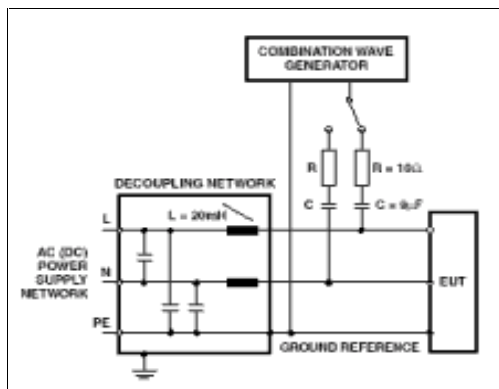 COMBINATION WAVE
GENERATOR
R
R = 10Ω
DECOUPLING NETWORK
L = 20mH
C
C = 9µF
L
AC (DC)
POWER
SUPPLY
NETWORK
N
EUT
PE
GROUND REFERENCE